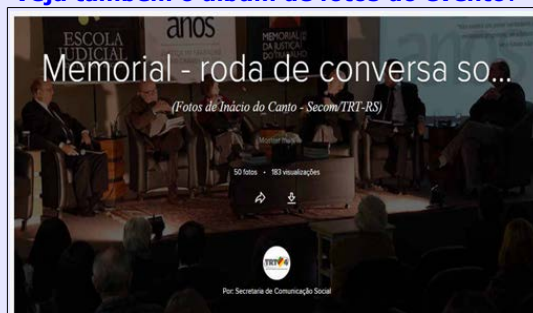 Veja também o álbum de fotos do evento.
ESCOLA
JUDICIAL
anos
MEMORIAL
DA JUSTIÇA
DO TRABALHO
anos
Memorial - roda de conversa so...
(Fotos de Inácio do Canto - Secom/TRT-RS)
50 fotos • 183 visualizações
TRT4
Por: Secretaria de Comunicação Social